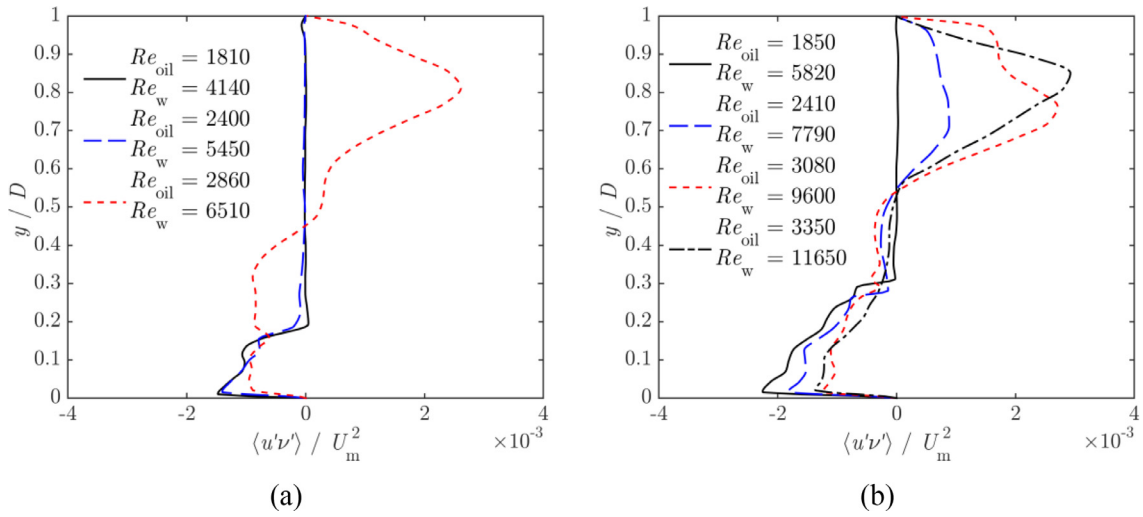 1
0.9
0.8
0.7
0.6
0.5
0.4
0.3
0.2
0.1
0
y / D
Re_oil = 1810
Re_w = 4140
Re_oil = 2400
Re_w = 5450
Re_oil = 2860
Re_w = 6510
-4 -2 0 2 4
⟨u'ν'⟩ / U_m^2
×10^-3
(a)
1
0.9
0.8
0.7
0.6
0.5
0.4
0.3
0.2
0.1
0
y / D
Re_oil = 1850
Re_w = 5820
Re_oil = 2410
Re_w = 7790
Re_oil = 3080
Re_w = 9600
Re_oil = 3350
Re_w = 11650
-4 -2 0 2 4
⟨u'ν'⟩ / U_m^2
×10^-3
(b)